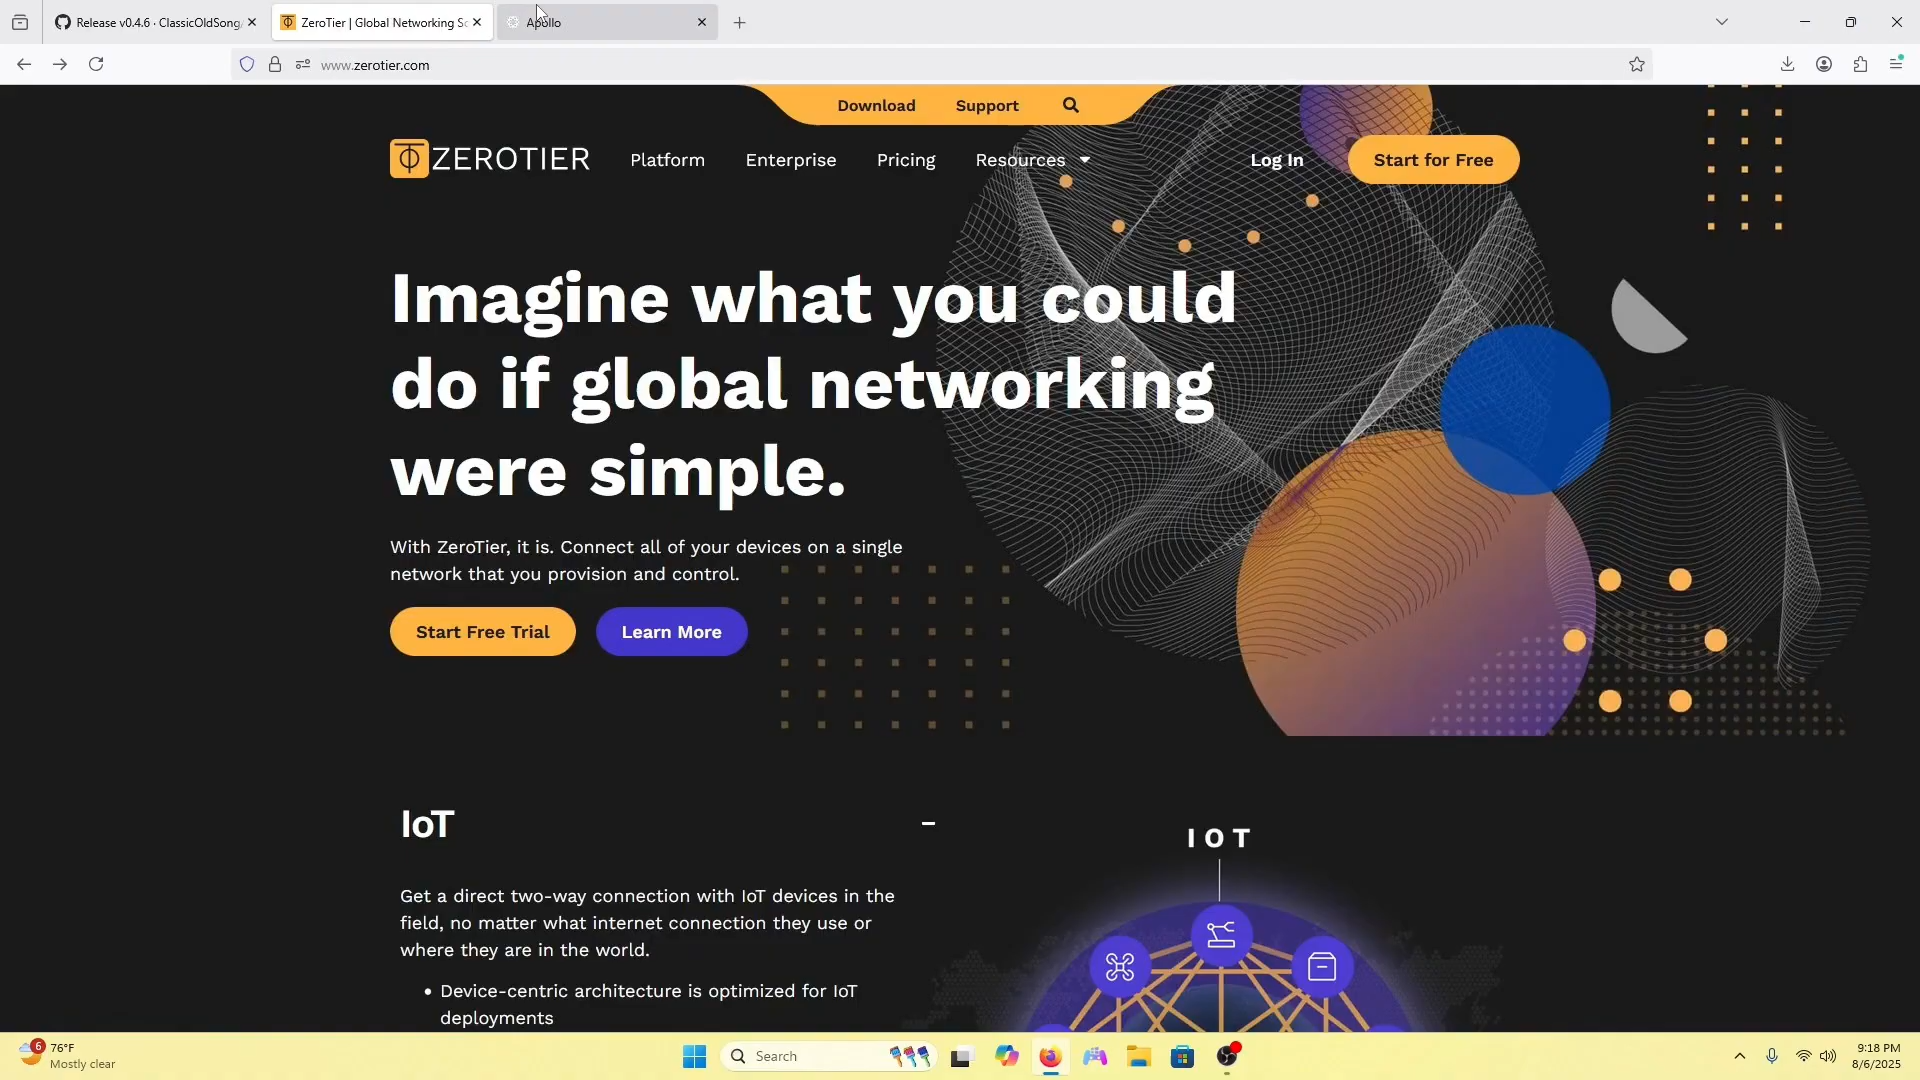 Release v0.4.6 · ClassicOldSong
ZeroTier | Global Networking So
Apollo
www.zerotier.com
Download
Support
ZEROTIER
Platform
Enterprise
Pricing
Resources
Log In
Start for Free
Imagine what you could
do if global networking
were simple.
With ZeroTier, it is. Connect all of your devices on a single
network that you provision and control.
Start Free Trial
Learn More
IoT
IOT
Get a direct two-way connection with IoT devices in the
field, no matter what internet connection they use or
where they are in the world.
• Device-centric architecture is optimized for IoT
deployments
6
76°F
Mostly clear
Search
9:18 PM
8/6/2025